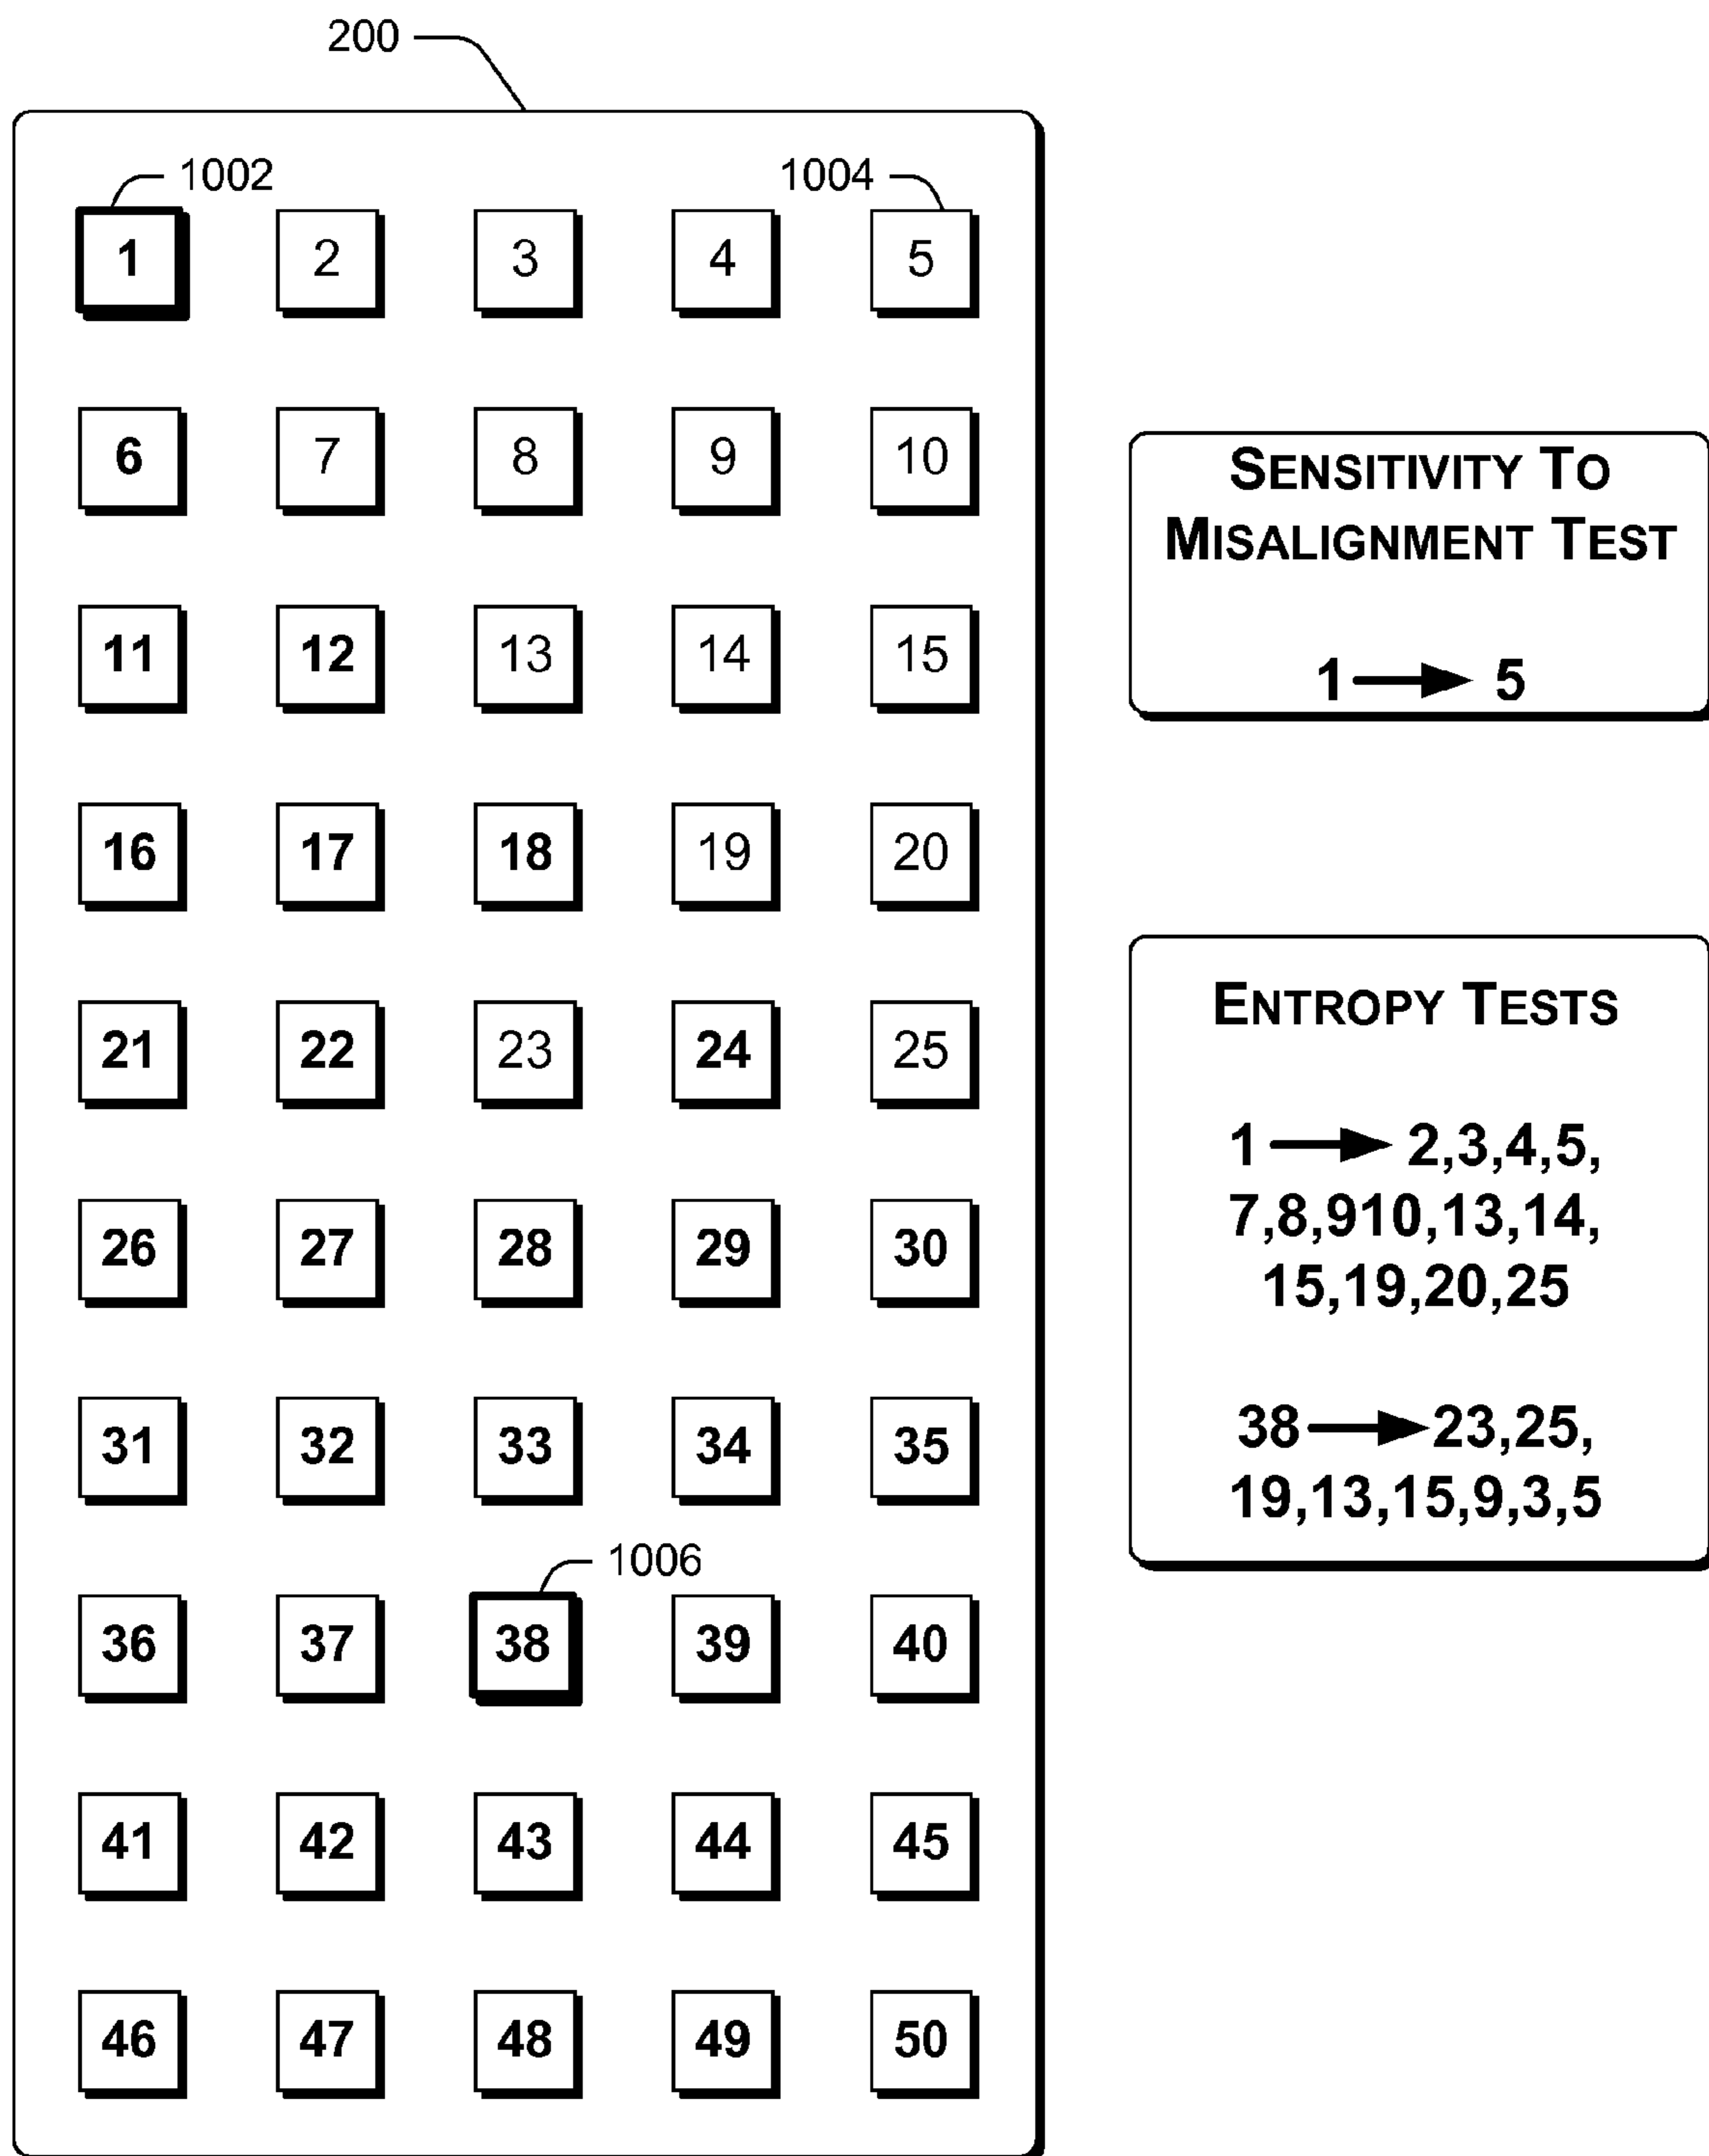 200
1002
1004
1 2 3 4 5
6 7 8 9 10
11 12 13 14 15
16 17 18 19 20
21 22 23 24 25
26 27 28 29 30
31 32 33 34 35
1006
36 37 38 39 40
41 42 43 44 45
46 47 48 49 50
SENSITIVITY TO
MISALIGNMENT TEST
1 → 5
ENTROPY TESTS
1 → 2,3,4,5,
7,8,910,13,14,
15,19,20,25
38 → 23,25,
19,13,15,9,3,5